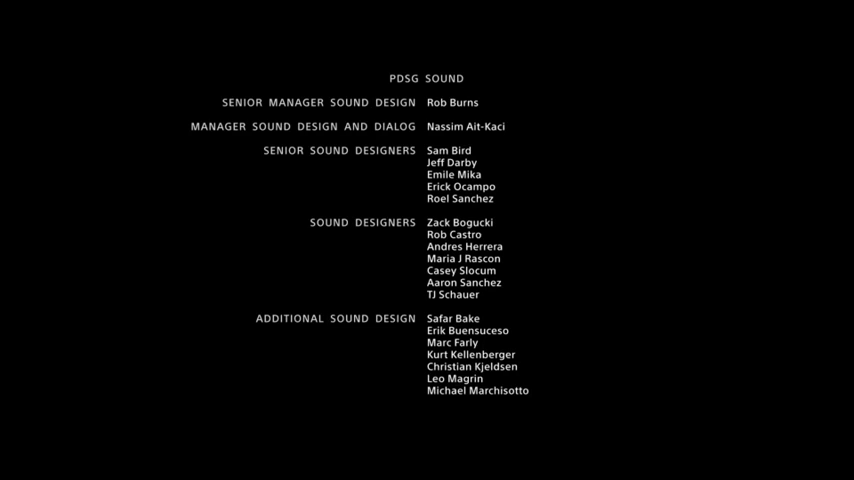 PDSG SOUND
SENIOR MANAGER SOUND DESIGN Rob Burns
MANAGER SOUND DESIGN AND DIALOG Nassim Ait-Kaci
SENIOR SOUND DESIGNERS Sam Bird
Jeff Darby
Emile Mika
Erick Ocampo
Roel Sanchez
SOUND DESIGNERS Zack Bogucki
Rob Castro
Andres Herrera
Maria J Rascon
Casey Slocum
Aaron Sanchez
TJ Schauer
ADDITIONAL SOUND DESIGN Safar Bake
Erik Buensuceso
Marc Farly
Kurt Kellenberger
Christian Kjeldsen
Leo Magrin
Michael Marchisotto